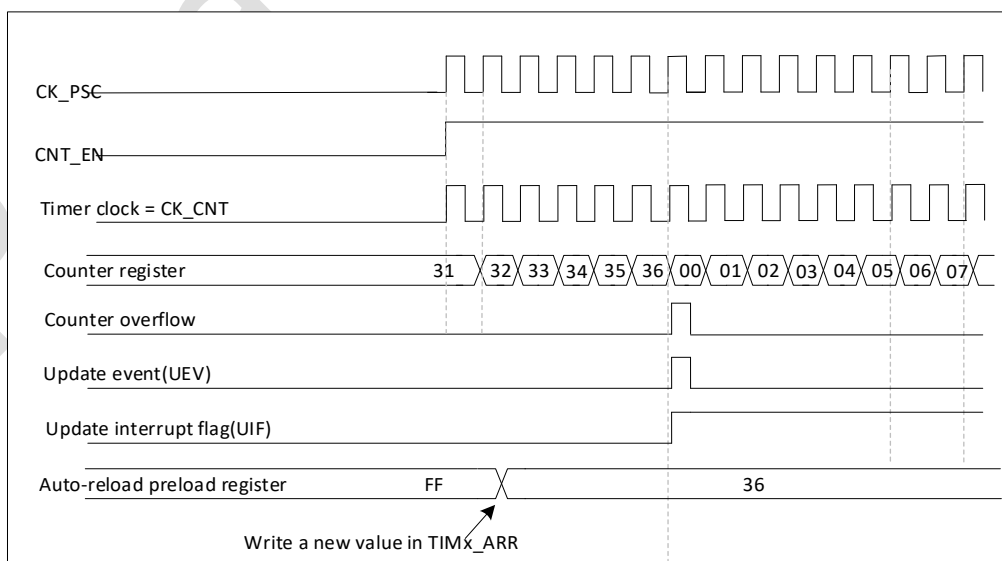 CK_PSC
CNT_EN
Timer clock = CK_CNT
Counter register 31 32 33 34 35 36 00 01 02 03 04 05 06 07
Counter overflow
Update event(UEV)
Update interrupt flag(UIF)
Auto-reload preload register FF 36
Write a new value in TIMx_ARR